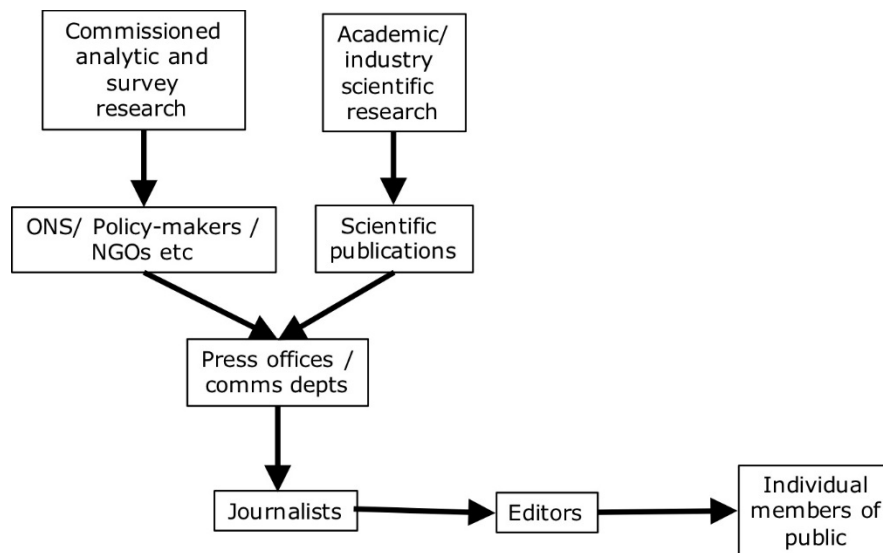 Commissioned
analytic and
survey
research
Academic/
industry
scientific
research
ONS/ Policy-makers /
NGOs etc
Scientific
publications
Press offices /
comms depts
Journalists
Editors
Individual
members of
public